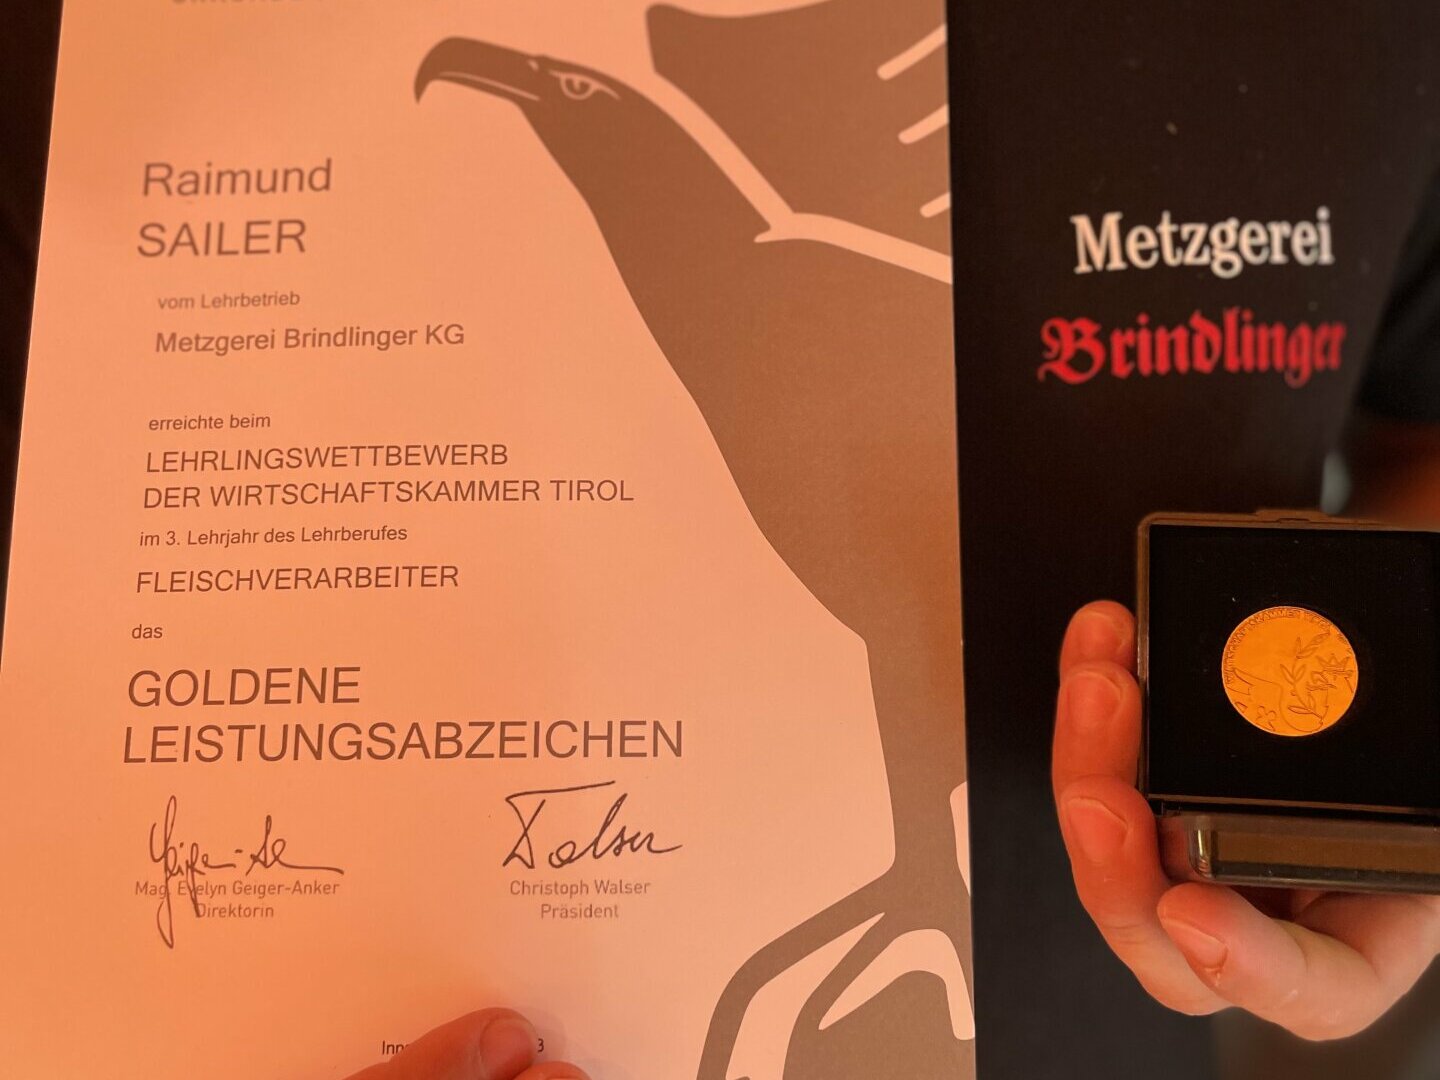 Raimund
SAILER
vom Lehrbetrieb
Metzgerei Brindlinger KG
erreichte beim
LEHRLINGSWETTBEWERB
DER WIRTSCHAFTSKAMMER TIROL
im 3. Lehrjahr des Lehrberufes
FLEISCHVERARBEITER
das
GOLDENE
LEISTUNGSABZEICHEN
Mag. Evelyn Geiger-Anker
Direktorin
Christoph Walser
Präsident
Metzgerei
Brindlinger